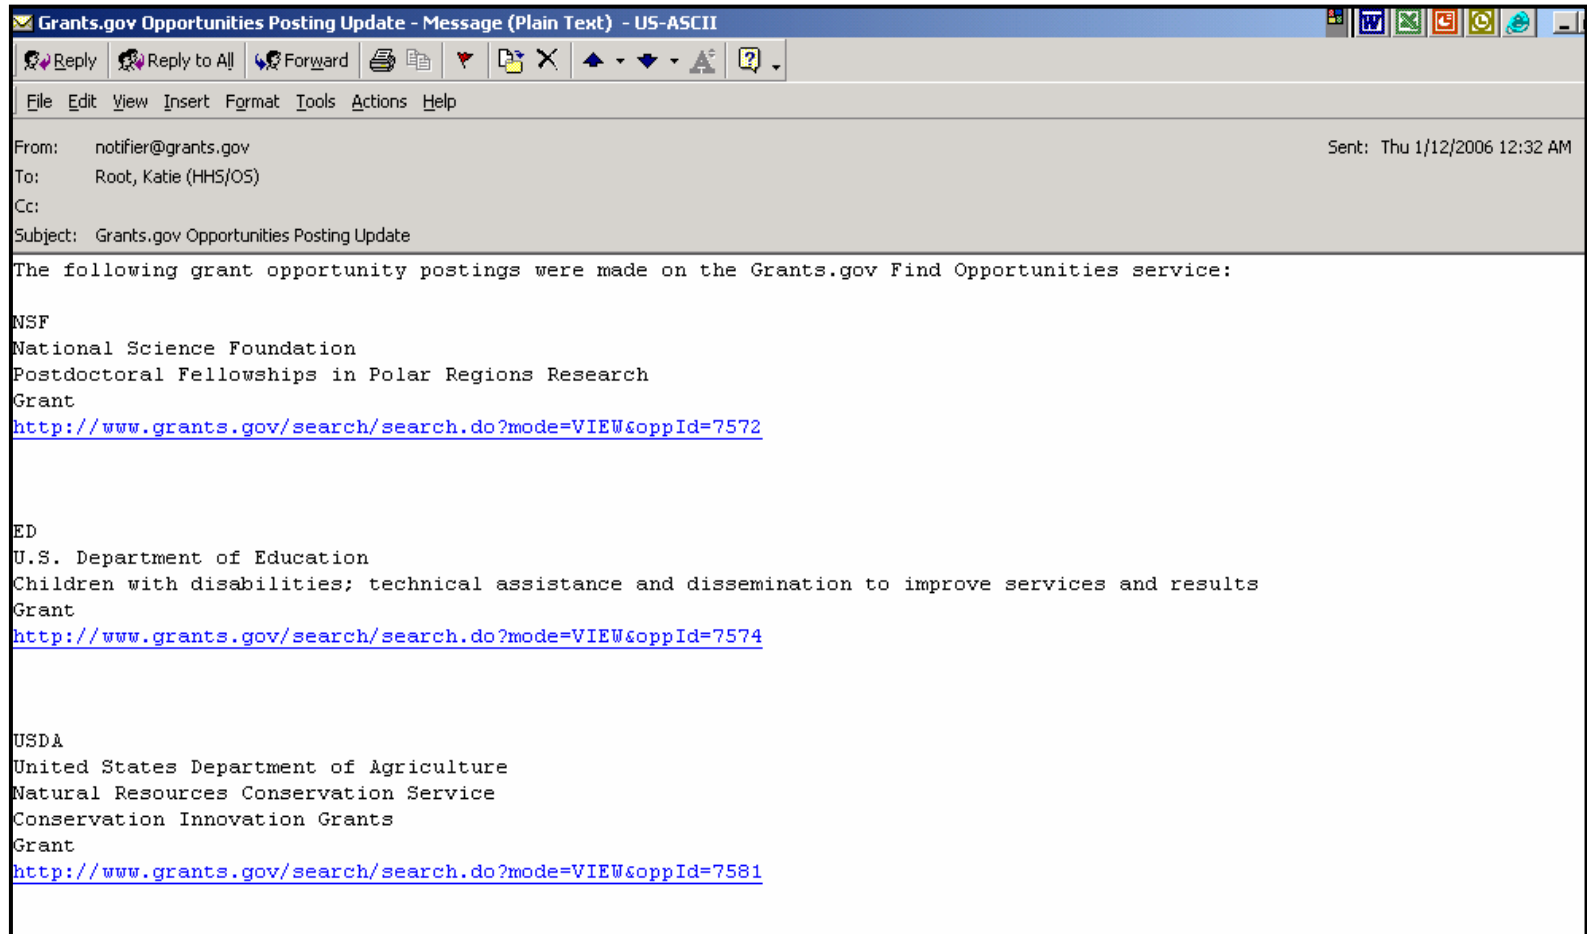 Grants.gov Opportunities Posting Update - Message (Plain Text) - US-ASCII
Reply Reply to All Forward
File Edit View Insert Format Tools Actions Help
From: notifier@grants.gov Sent: Thu 1/12/2006 12:32 AM
To: Root, Katie (HHS/OS)
Cc:
Subject: Grants.gov Opportunities Posting Update
The following grant opportunity postings were made on the Grants.gov Find Opportunities service:
NSF
National Science Foundation
Postdoctoral Fellowships in Polar Regions Research
Grant
http://www.grants.gov/search/search.do?mode=VIEW&oppId=7572
ED
U.S. Department of Education
Children with disabilities; technical assistance and dissemination to improve services and results
Grant
http://www.grants.gov/search/search.do?mode=VIEW&oppId=7574
USDA
United States Department of Agriculture
Natural Resources Conservation Service
Conservation Innovation Grants
Grant
http://www.grants.gov/search/search.do?mode=VIEW&oppId=7581